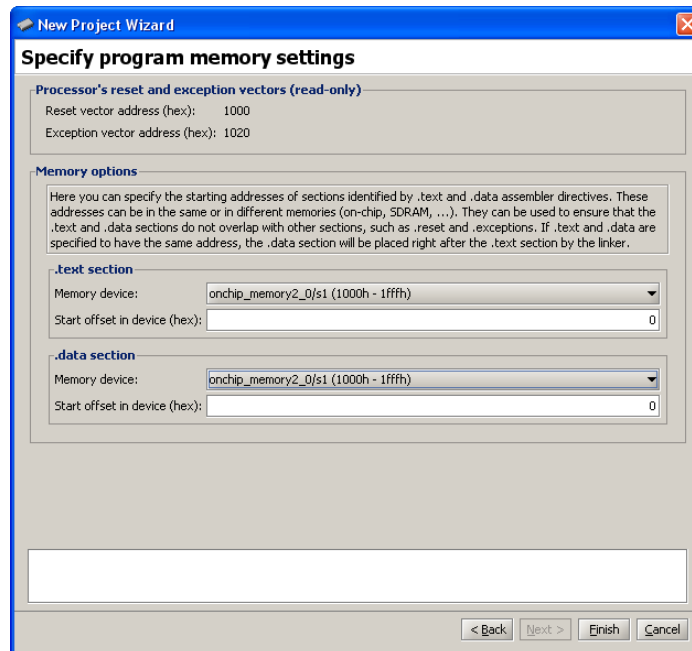 New Project Wizard
Specify program memory settings
Processor's reset and exception vectors (read-only)
Reset vector address (hex): 1000
Exception vector address (hex): 1020
Memory options
Here you can specify the starting addresses of sections identified by .text and .data assembler directives. These
addresses can be in the same or in different memories (on-chip, SDRAM, ...). They can be used to ensure that the
.text and .data sections do not overlap with other sections, such as .reset and .exceptions. If .text and .data are
specified to have the same address, the .data section will be placed right after the .text section by the linker.
.text section
Memory device: onchip_memory2_0/s1 (1000h - 1fffh)
Start offset in device (hex): 0
.data section
Memory device: onchip_memory2_0/s1 (1000h - 1fffh)
Start offset in device (hex): 0
< Back Next > Finish Cancel